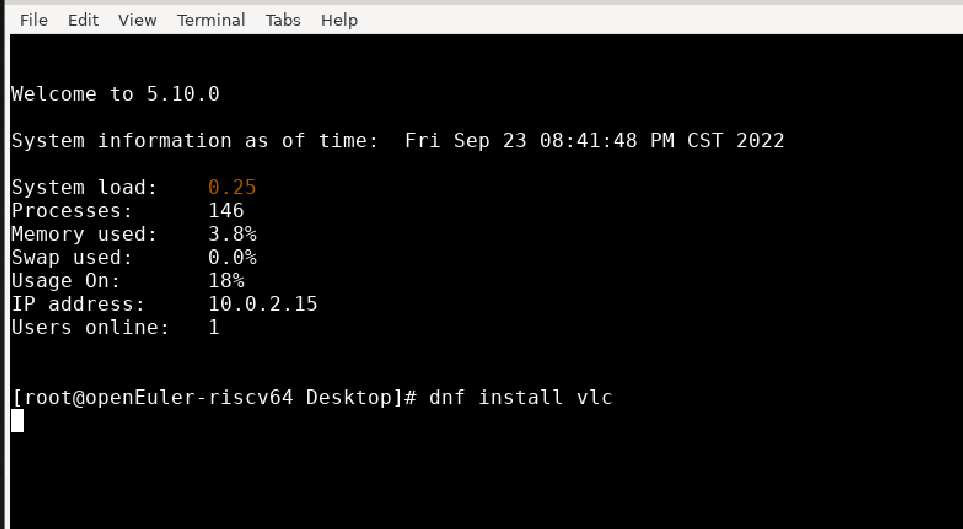 File Edit View Terminal Tabs Help
Welcome to 5.10.0
System information as of time:  Fri Sep 23 08:41:48 PM CST 2022
System load:    0.25
Processes:      146
Memory used:    3.8%
Swap used:      0.0%
Usage On:       18%
IP address:     10.0.2.15
Users online:   1
[root@openEuler-riscv64 Desktop]# dnf install vlc